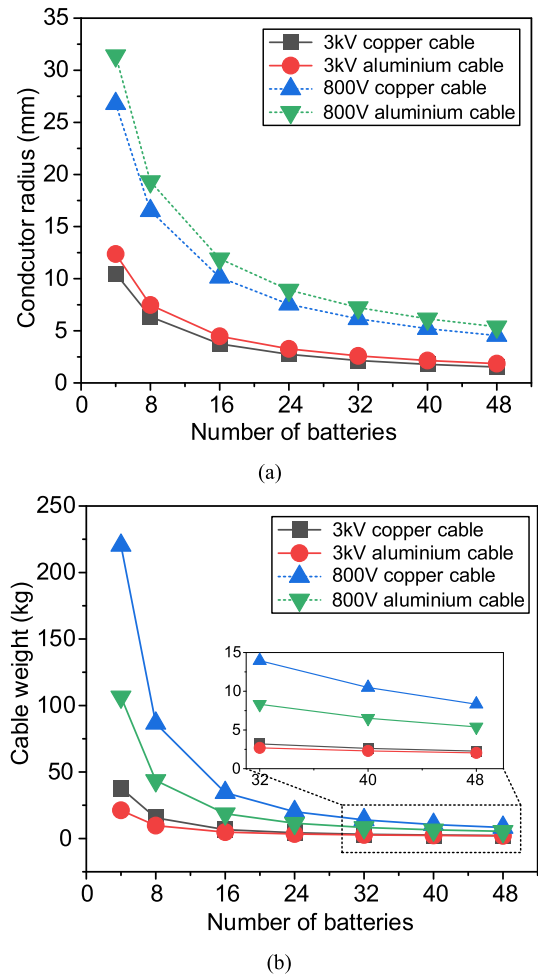 35
30
25
20
15
10
5
0
Condcutor radius (mm)
3kV copper cable
3kV aluminium cable
800V copper cable
800V aluminium cable
0 8 16 24 32 40 48
Number of batteries
(a)
250
200
150
100
50
0
Cable weight (kg)
3kV copper cable
3kV aluminium cable
800V copper cable
800V aluminium cable
15
10
5
0
32 40 48
0 8 16 24 32 40 48
Number of batteries
(b)